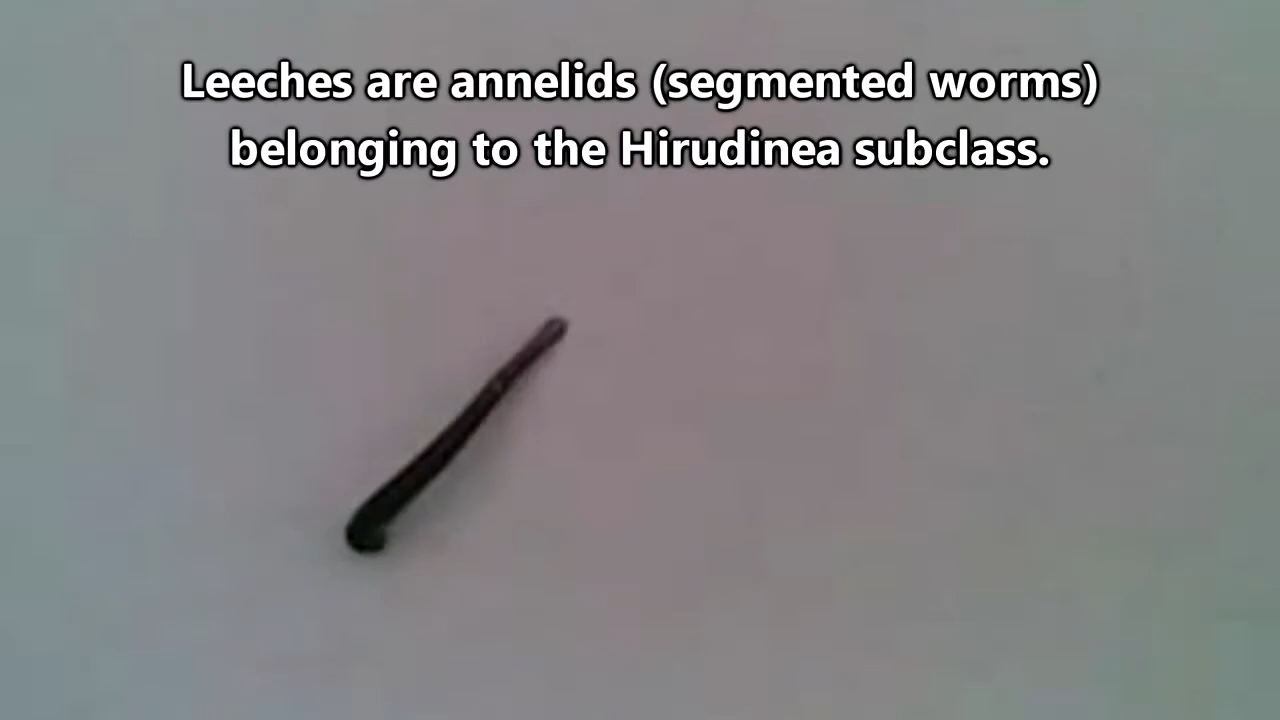 Leeches are annelids (segmented worms)
belonging to the Hirudinea subclass.